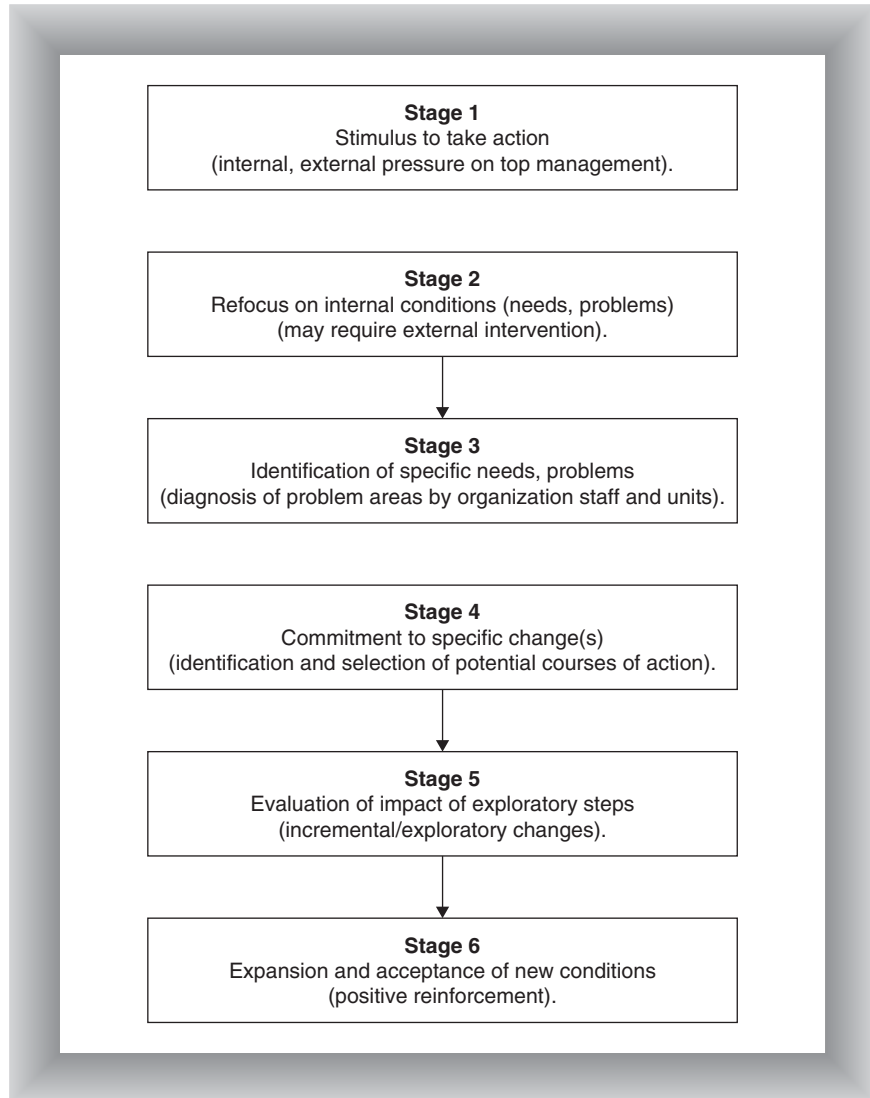 Stage 1
Stimulus to take action
(internal, external pressure on top management).
Stage 2
Refocus on internal conditions (needs, problems)
(may require external intervention).
Stage 3
Identification of specific needs, problems
(diagnosis of problem areas by organization staff and units).
Stage 4
Commitment to specific change(s)
(identification and selection of potential courses of action).
Stage 5
Evaluation of impact of exploratory steps
(incremental/exploratory changes).
Stage 6
Expansion and acceptance of new conditions
(positive reinforcement).